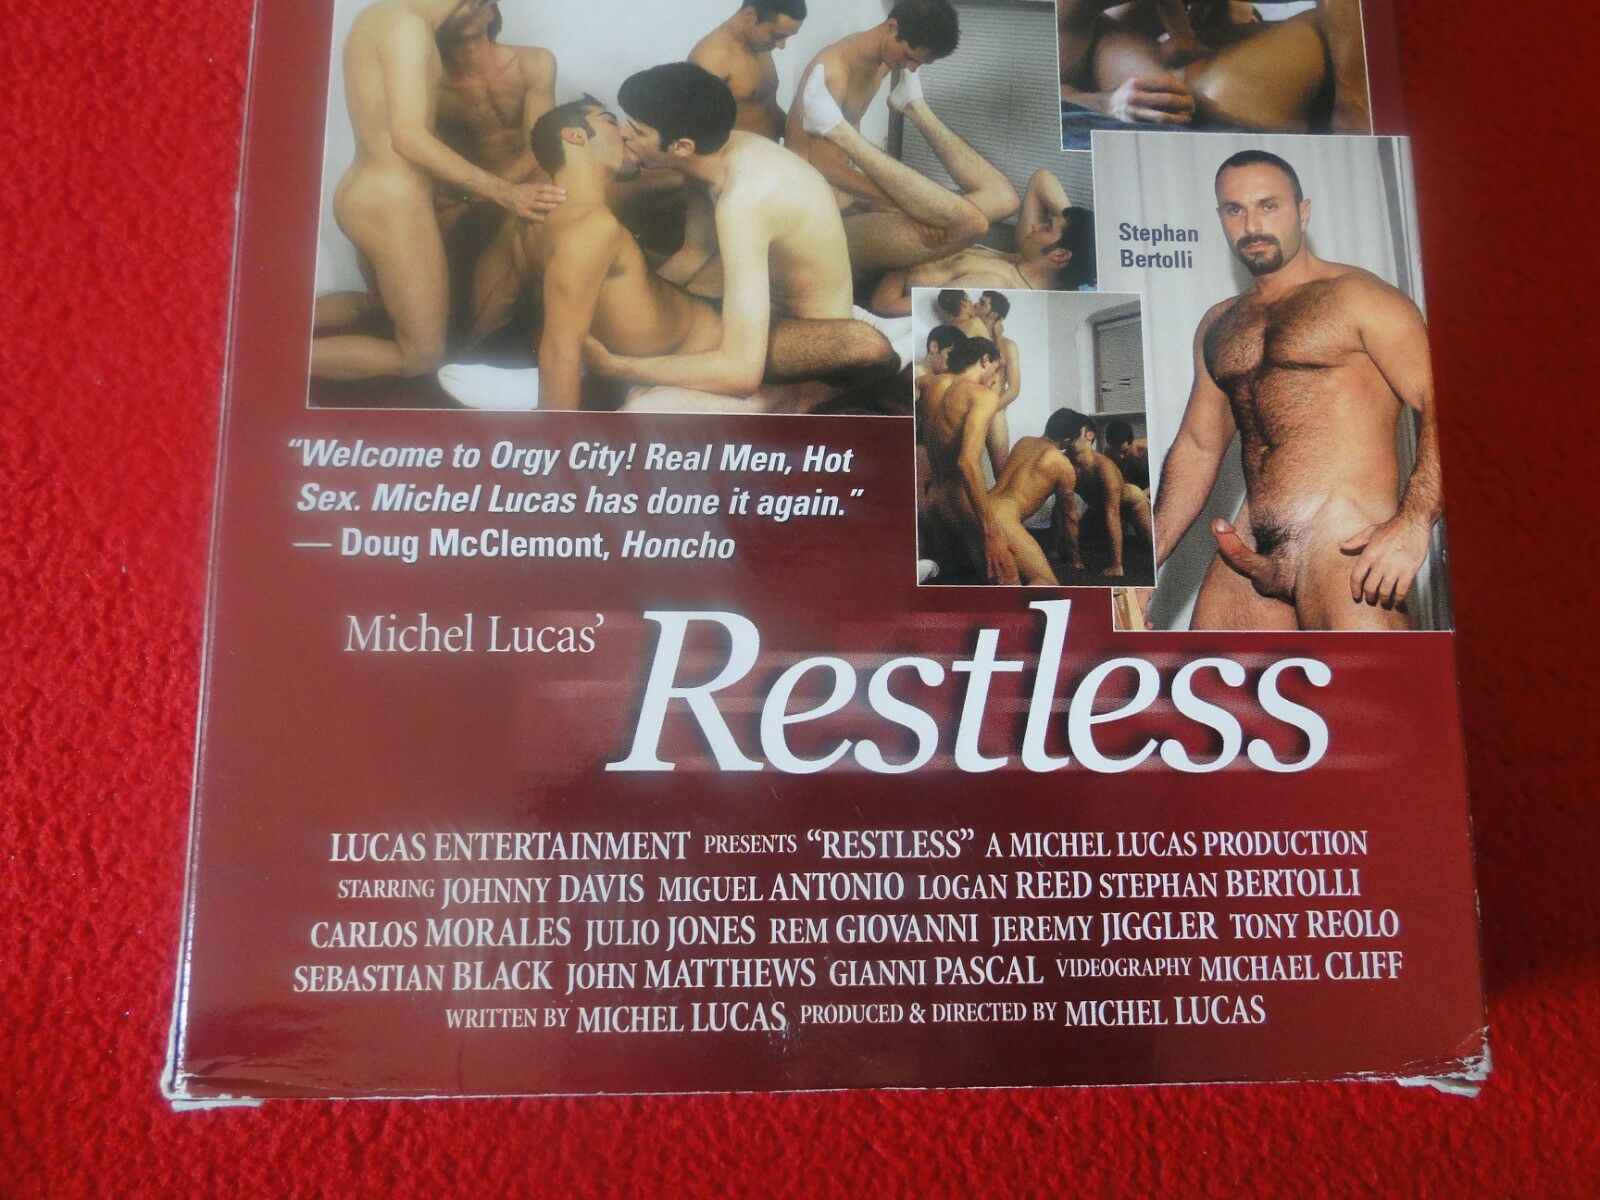 Stephan
Bertolli
“Welcome to Orgy City! Real Men, Hot
Sex. Michel Lucas has done it again.”
— Doug McClemont, Honcho
Michel Lucas’ Restless
LUCAS ENTERTAINMENT PRESENTS “RESTLESS” A MICHEL LUCAS PRODUCTION
STARRING JOHNNY DAVIS MIGUEL ANTONIO LOGAN REED STEPHAN BERTOLLI
CARLOS MORALES JULIO JONES REM GIOVANNI JEREMY JIGGLER TONY REOLO
SEBASTIAN BLACK JOHN MATTHEWS GIANNI PASCAL VIDEOGRAPHY MICHAEL CLIFF
WRITTEN BY MICHEL LUCAS PRODUCED & DIRECTED BY MICHEL LUCAS